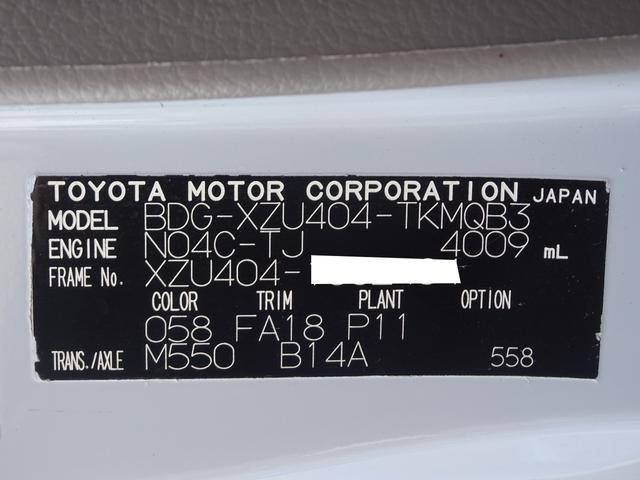 TOYOTA MOTOR CORPORATION JAPAN
MODEL BDG-XZU404-TKMQB3
ENGINE N04C-TJ 4009 mL
FRAME No. XZU404-
COLOR TRIM PLANT OPTION
058 FA18 P11
TRANS./AXLE M550 B14A 558